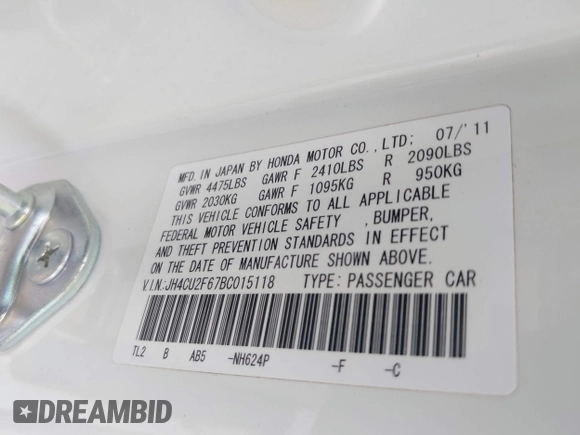 MFD. IN JAPAN BY HONDA MOTOR CO.,LTD; 07/'11
GVWR 4475LBS GAWR F 2410LBS R 2090LBS
GVWR 2030KG GAWR F 1095KG R 950KG
THIS VEHICLE CONFORMS TO ALL APPLICABLE
FEDERAL MOTOR VEHICLE SAFETY ,BUMPER,
AND THEFT PREVENTION STANDARDS IN EFFECT
ON THE DATE OF MANUFACTURE SHOWN ABOVE.
V.I.N:JH4CU2F67BC015118 TYPE: PASSENGER CAR
TL2 B AB5 -NH624P -F -C
DREAMBID